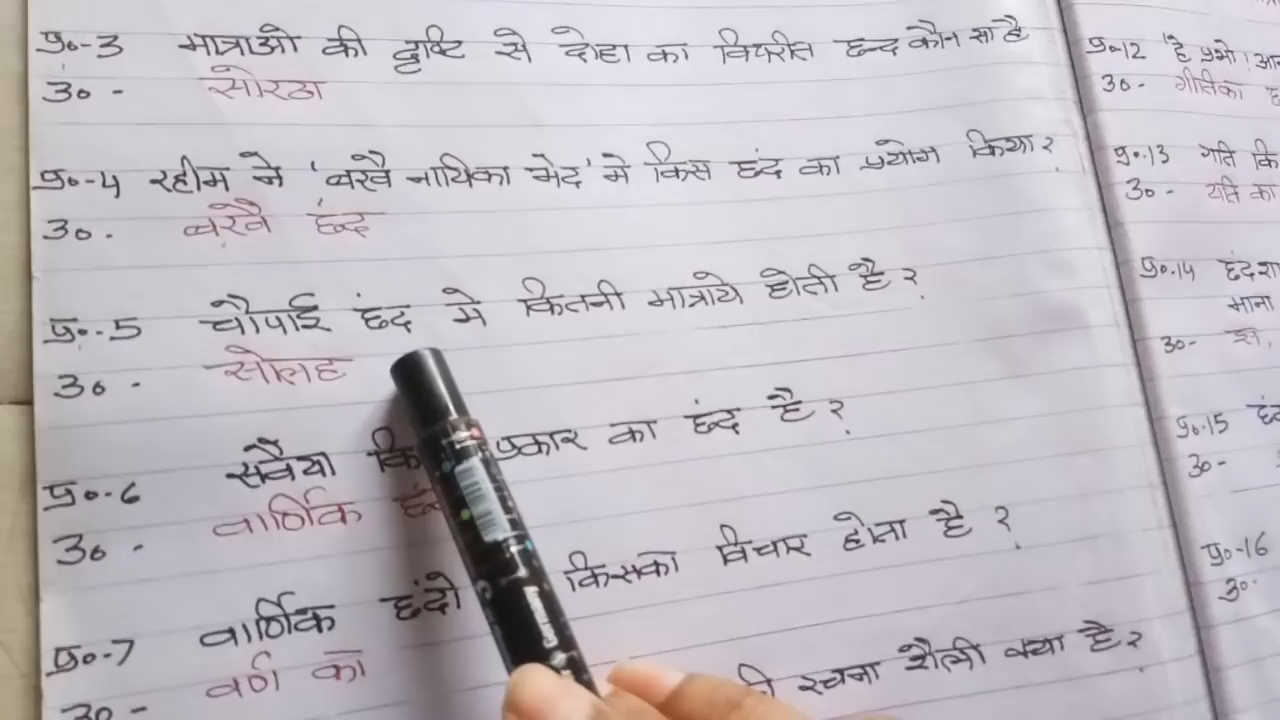 प्र०-3 मात्राओ की दृष्टि से दोहा का विपरीत छन्द कौन सा है
उ० - सोरठा
प्र०-4 रहीम ने 'बरवै नायिका भेद' मे किस छंद का प्रयोग किया?
उ०. बरवै छंद
प्र०-5 चौपाई छंद मे कितनी मात्राये होती है?
उ० - सोलह
प्र०-6 सवैया कि प्रकार का छंद है?
उ० - वार्णिक छं
प्र०-7 वार्णिक छंदो किसका विचार होता है?
उ० - वर्ण का
की रचना शैली क्या है?
प्र०-12 'हे प्रभो! आन
उ०- गीतिका छ
प्र०.13 गति कि
उ० - यति का
प्र०.14 छंदशा
माना
उ०-
प्र०.15 छंद
उ०-
प्र०-16
उ०-